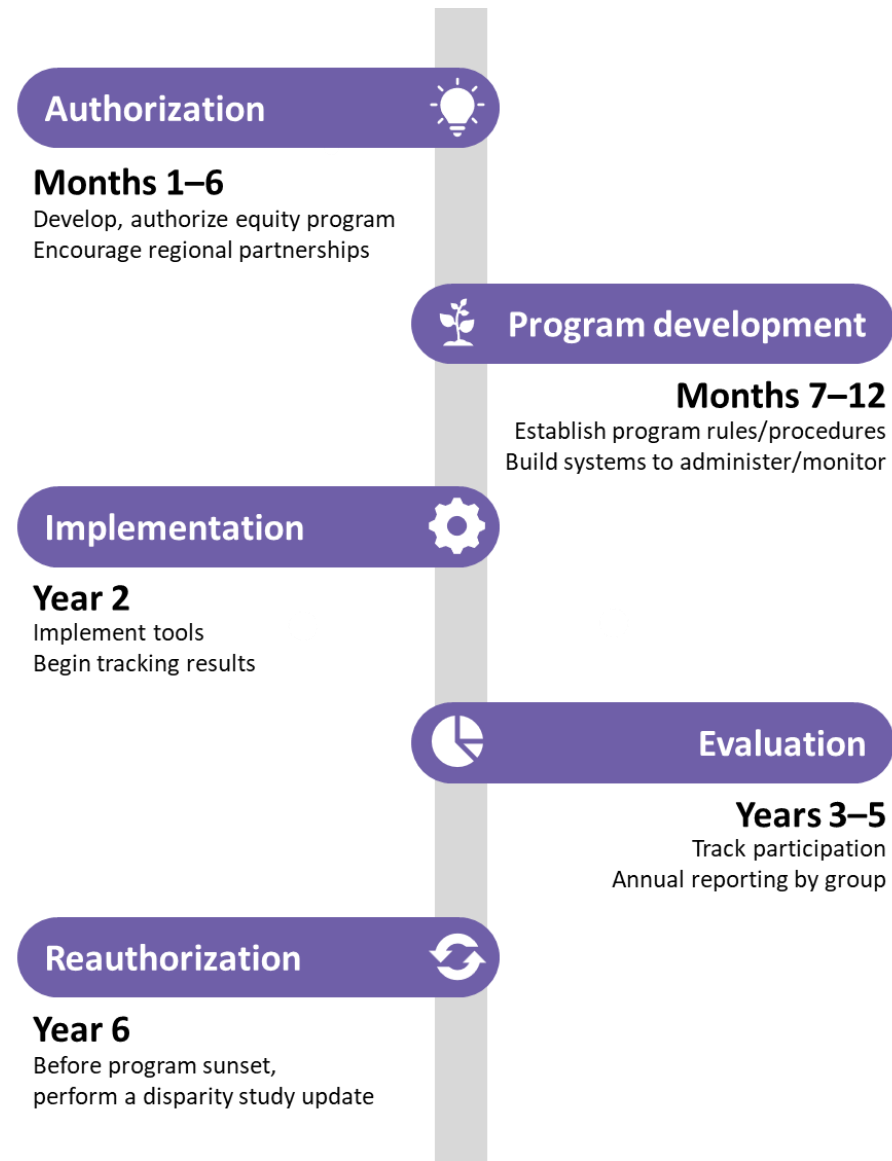 Authorization
Months 1–6
Develop, authorize equity program
Encourage regional partnerships
Program development
Months 7–12
Establish program rules/procedures
Build systems to administer/monitor
Implementation
Year 2
Implement tools
Begin tracking results
Evaluation
Years 3–5
Track participation
Annual reporting by group
Reauthorization
Year 6
Before program sunset,
perform a disparity study update